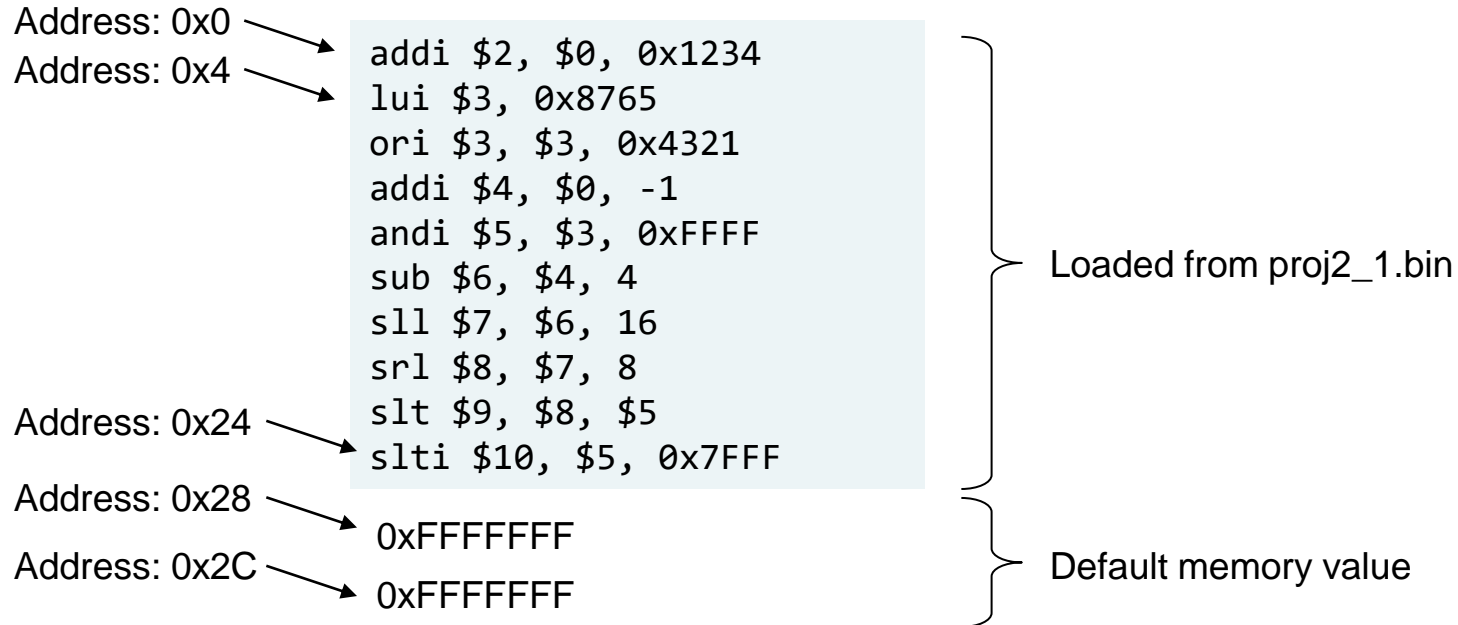 Address: 0x0
Address: 0x4
addi $2, $0, 0x1234
lui $3, 0x8765
ori $3, $3, 0x4321
addi $4, $0, -1
andi $5, $3, 0xFFFF
sub $6, $4, 4
sll $7, $6, 16
srl $8, $7, 8
slt $9, $8, $5
slti $10, $5, 0x7FFF
Loaded from proj2_1.bin
Address: 0x24
Address: 0x28
0xFFFFFFFF
Address: 0x2C
0xFFFFFFFF
Default memory value